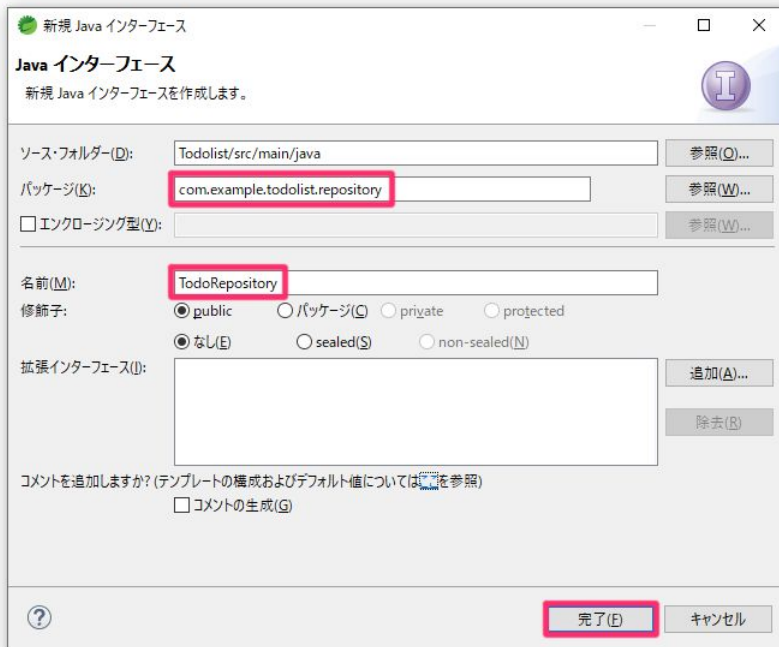 新規 Java インターフェース
Java インターフェース
新規 Java インターフェースを作成します。
I
ソース・フォルダー(D): Todolist/src/main/java 参照(O)...
パッケージ(K): com.example.todolist.repository 参照(W)...
エンクロージング型(Y): 参照(W)...
名前(M): TodoRepository
修飾子: public パッケージ(C) private protected
なし(E) sealed(S) non-sealed(N)
拡張インターフェース(I): 追加(A)...
除去(R)
コメントを追加しますか? (テンプレートの構成およびデフォルト値についてはを参照)
コメントの生成(G)
? 完了(F) キャンセル